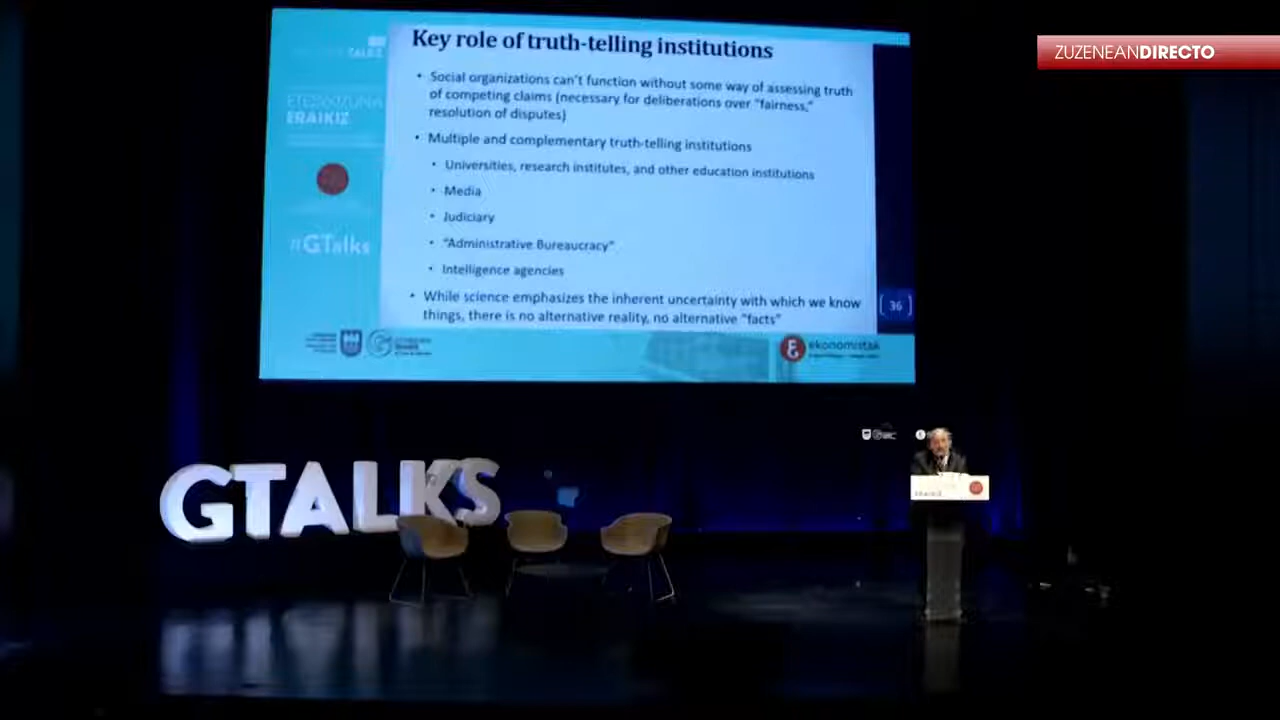 ZUZENEANDIRECTO
Key role of truth-telling institutions
• Social organizations can't function without some way of assessing truth
of competing claims (necessary for deliberations over "fairness,"
resolution of disputes)
• Multiple and complementary truth-telling institutions
• Universities, research institutes, and other education institutions
• Media
• Judiciary
• "Administrative Bureaucracy"
• Intelligence agencies
• While science emphasizes the inherent uncertainty with which we know
things, there is no alternative reality, no alternative "facts"
36
ERAIKIZ
#GTalks
ekonomistak
GTALKS
ERAIKIZ